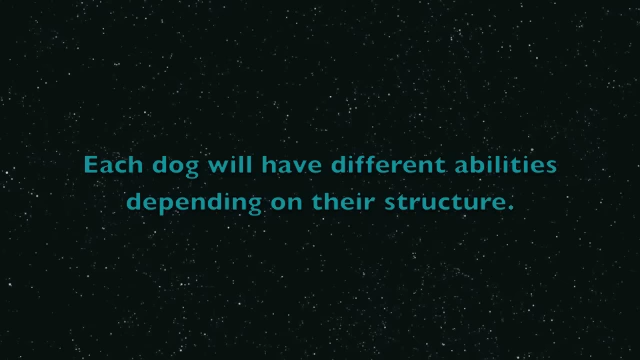 Each dog will have different abilities
depending on their structure.